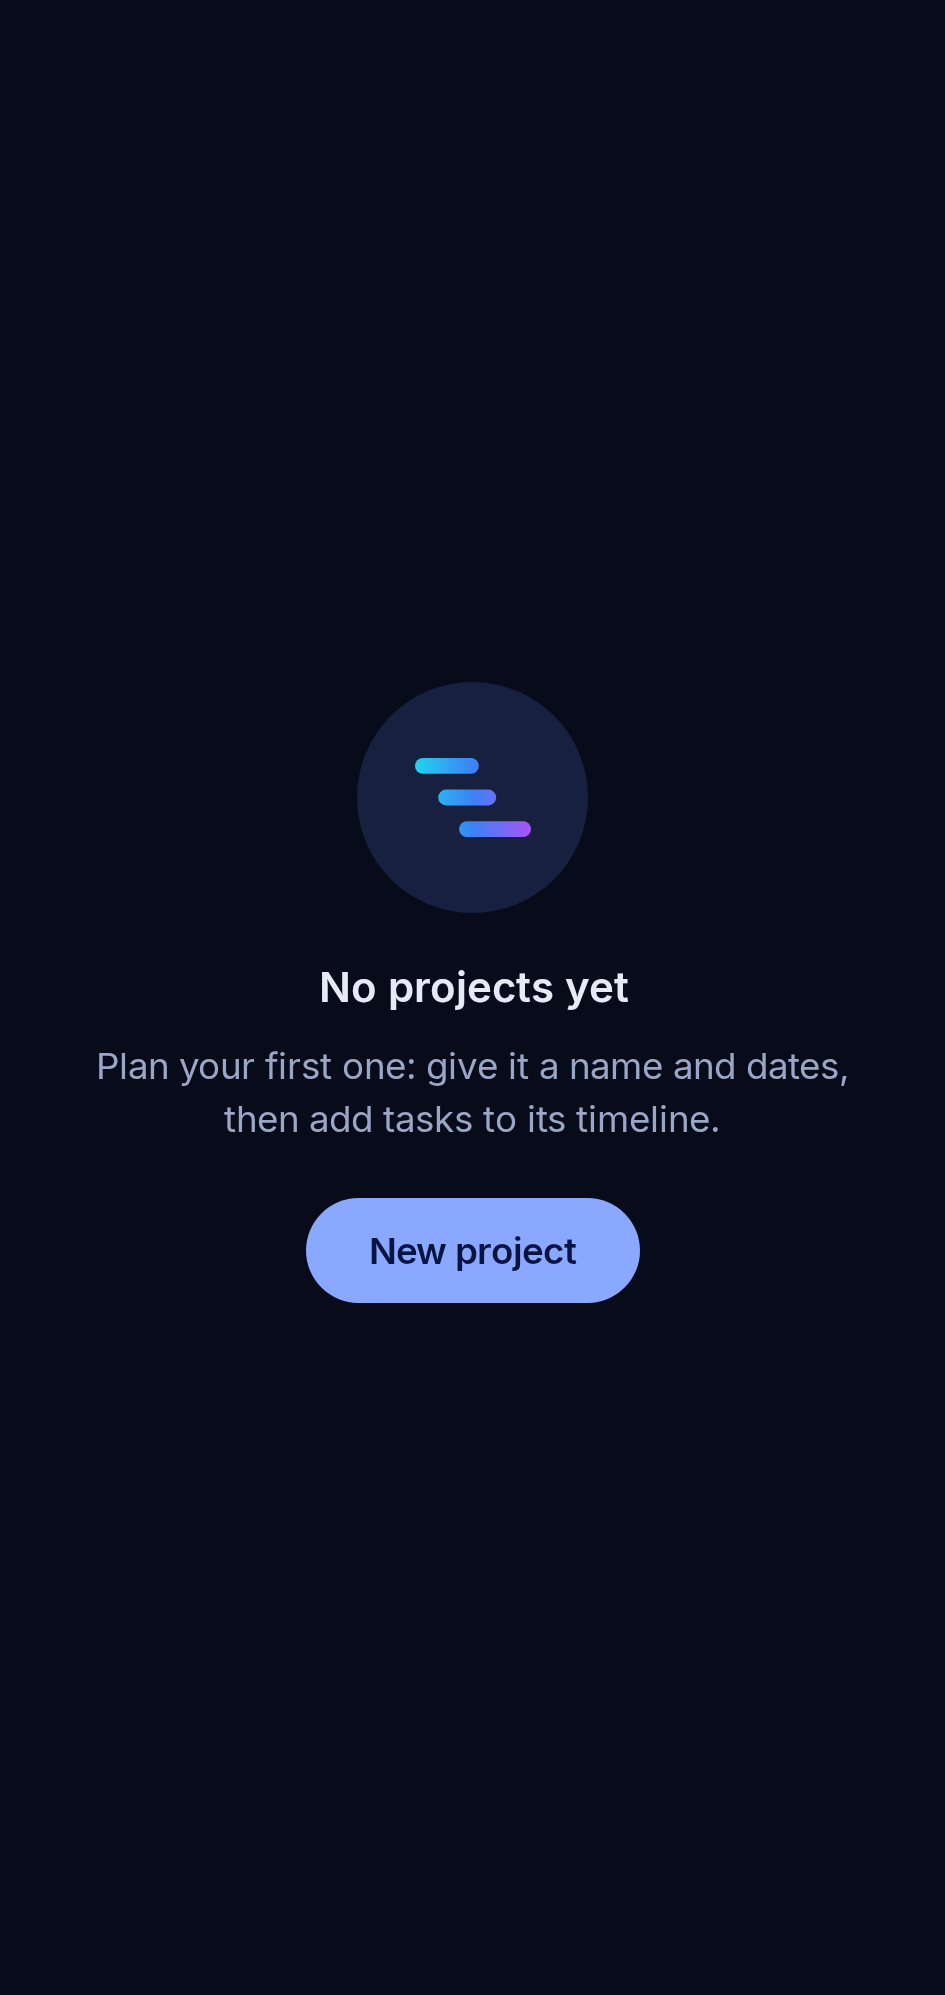 No projects yet
Plan your first one: give it a name and dates,
then add tasks to its timeline.
New project